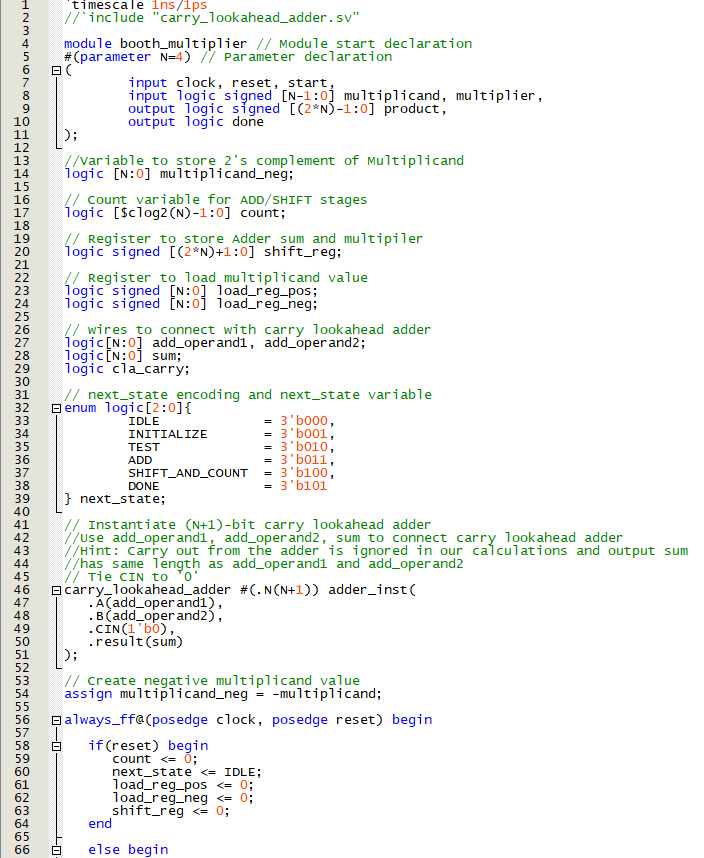 1 `timescale 1ns/1ps
2 //`include "carry_lookahead_adder.sv"
3
4 module booth_multiplier // Module start declaration
5 #(parameter N=4) // Parameter declaration
6 (
7 input clock, reset, start,
8 input logic signed [N-1:0] multiplicand, multiplier,
9 output logic signed [(2*N)-1:0] product,
10 output logic done
11 );
12
13 //Variable to store 2's complement of Multiplicand
14 logic [N:0] multiplicand_neg;
15
16 // Count variable for ADD/SHIFT stages
17 logic [$clog2(N)-1:0] count;
18
19 // Register to store Adder sum and multipiler
20 logic signed [(2*N)+1:0] shift_reg;
21
22 // Register to load multiplicand value
23 logic signed [N:0] load_reg_pos;
24 logic signed [N:0] load_reg_neg;
25
26 // wires to connect with carry lookahead adder
27 logic[N:0] add_operand1, add_operand2;
28 logic[N:0] sum;
29 logic cla_carry;
30
31 // next_state encoding and next_state variable
32 enum logic[2:0]{
33 IDLE = 3'b000,
34 INITIALIZE = 3'b001,
35 TEST = 3'b010,
36 ADD = 3'b011,
37 SHIFT_AND_COUNT = 3'b100,
38 DONE = 3'b101
39 } next_state;
40
41 // Instantiate (N+1)-bit carry lookahead adder
42 //Use add_operand1, add_operand2, sum to connect carry lookahead adder
43 //Hint: Carry out from the adder is ignored in our calculations and output sum
44 //has same length as add_operand1 and add_operand2
45 // Tie CIN to '0'
46 carry_lookahead_adder #(.N(N+1)) adder_inst(
47 .A(add_operand1),
48 .B(add_operand2),
49 .CIN(1'b0),
50 .result(sum)
51 );
52
53 // Create negative multiplicand value
54 assign multiplicand_neg = -multiplicand;
55
56 always_ff@(posedge clock, posedge reset) begin
57
58 if(reset) begin
59 count <= 0;
60 next_state <= IDLE;
61 load_reg_pos <= 0;
62 load_reg_neg <= 0;
63 shift_reg <= 0;
64 end
65
66 else begin